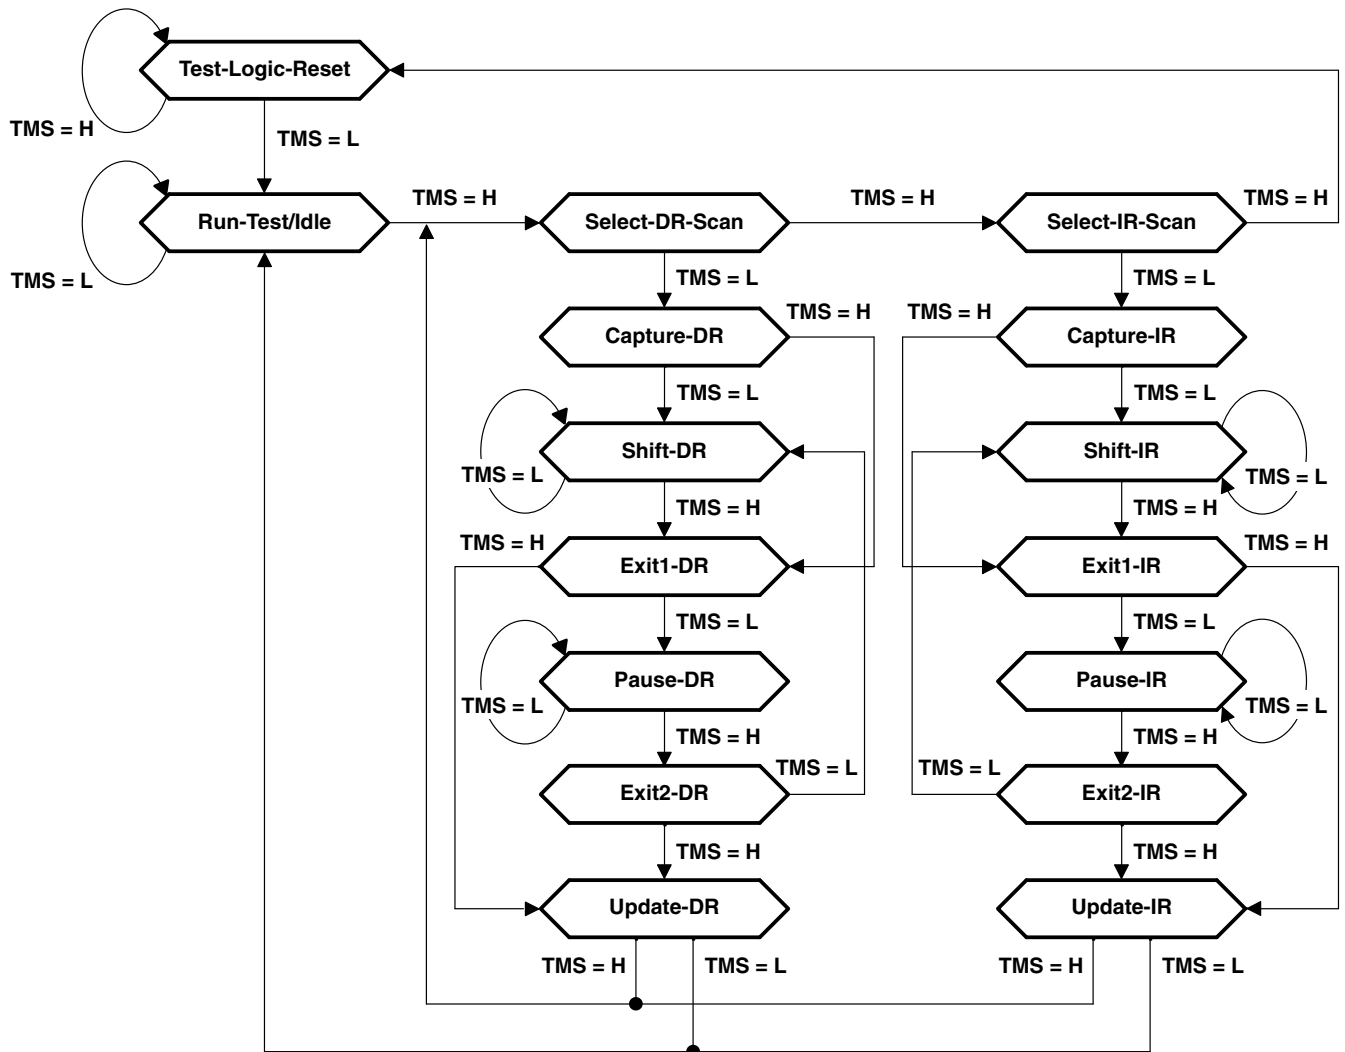 Test-Logic-Reset
TMS = H
TMS = L
TMS = H
TMS = H
TMS = H
Run-Test/Idle
Select-DR-Scan
Select-IR-Scan
TMS = L
TMS = L
TMS = L
TMS = H
TMS = H
Capture-DR
Capture-IR
TMS = L
TMS = L
Shift-DR
Shift-IR
TMS = L
TMS = L
TMS = H
TMS = H
TMS = H
TMS = H
Exit1-DR
Exit1-IR
TMS = L
TMS = L
Pause-DR
Pause-IR
TMS = L
TMS = L
TMS = H
TMS = H
TMS = L
TMS = L
Exit2-DR
Exit2-IR
TMS = H
TMS = H
Update-DR
Update-IR
TMS = H
TMS = L
TMS = H
TMS = L